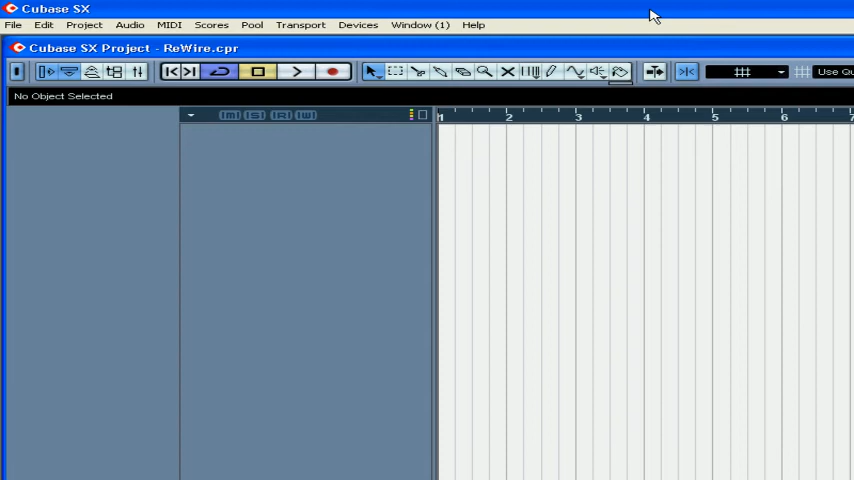 Cubase SX
File Edit Project Audio MIDI Scores Pool Transport Devices Window (1) Help
Cubase SX Project - ReWire.cpr
Use Qu
No Object Selected
M S R W
1 2 3 4 5 6 7